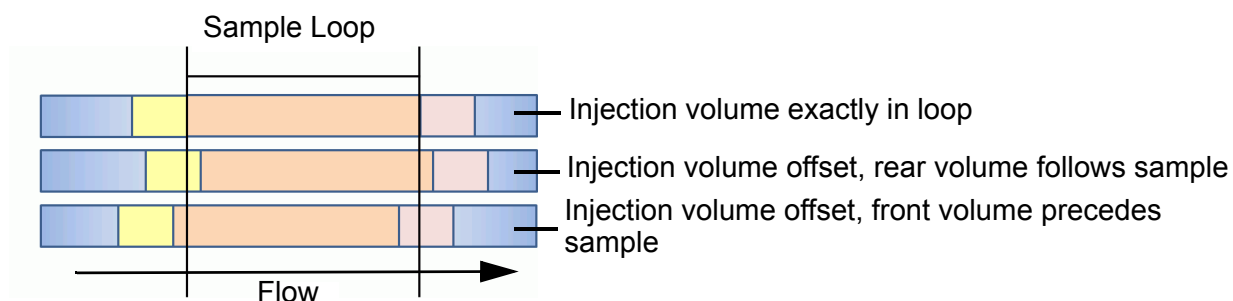 Sample Loop
Injection volume exactly in loop
Injection volume offset, rear volume follows sample
Injection volume offset, front volume precedes
sample
Flow